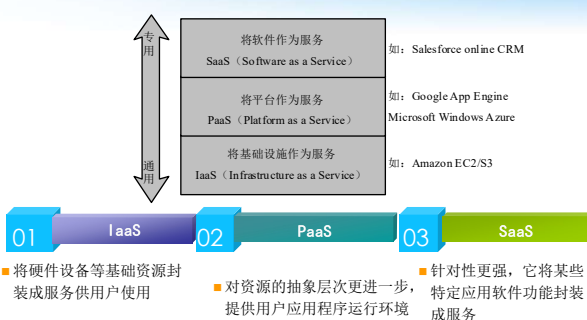 专用
将软件作为服务
SaaS（Software as a Service）
如：Salesforce online CRM
将平台作为服务
PaaS（Platform as a Service）
如：Google App Engine
Microsoft Windows Azure
通用
将基础设施作为服务
IaaS（Infrastructure as a Service）
如：Amazon EC2/S3
01
IaaS
02
PaaS
03
SaaS
将硬件设备等基础资源封
装成服务供用户使用
对资源的抽象层次更进一步，
提供用户应用程序运行环境
针对性更强，它将某些
特定应用软件功能封装
成服务